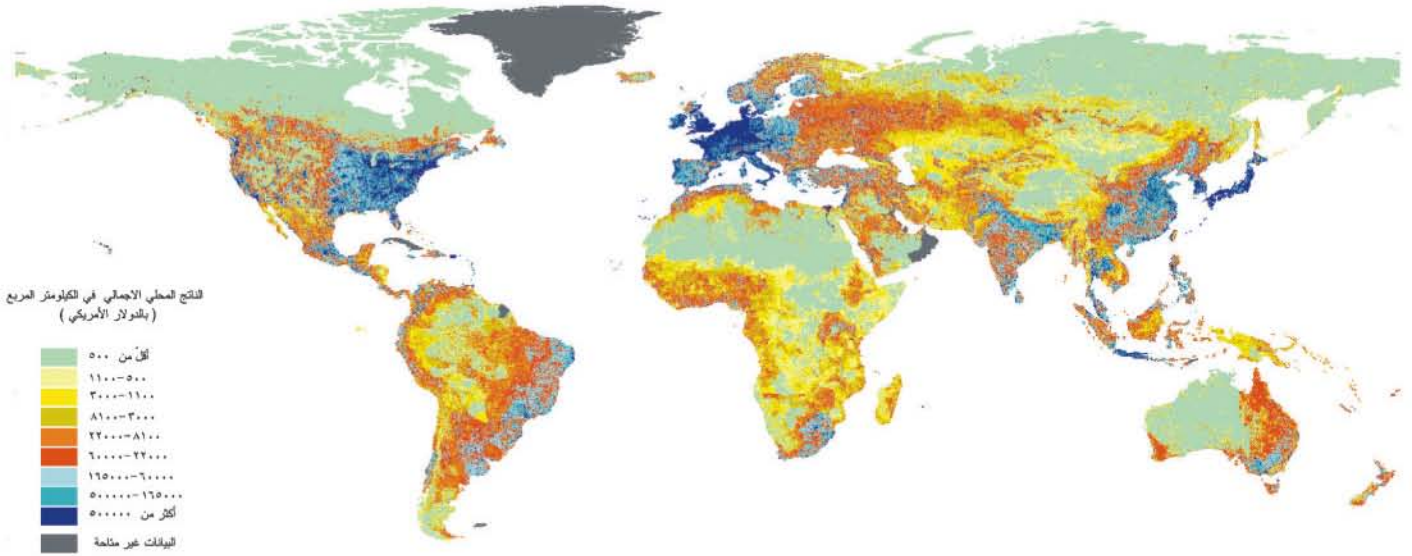 الناتج المحلي الاجمالي في الكيلومتر المربع
( بالدولار الأمريكي )
أقلّ من ٥٠٠
٥٠٠-١١٠٠
١١٠٠-٣٠٠٠
٣٠٠٠-٨١٠٠
٨١٠٠-٢٢٠٠٠
٢٢٠٠٠-٦٠٠٠٠
٦٠٠٠٠-١٦٥٠٠٠
١٦٥٠٠٠-٥٠٠٠٠٠
أكثر من ٥٠٠٠٠٠
البيانات غير متاحة